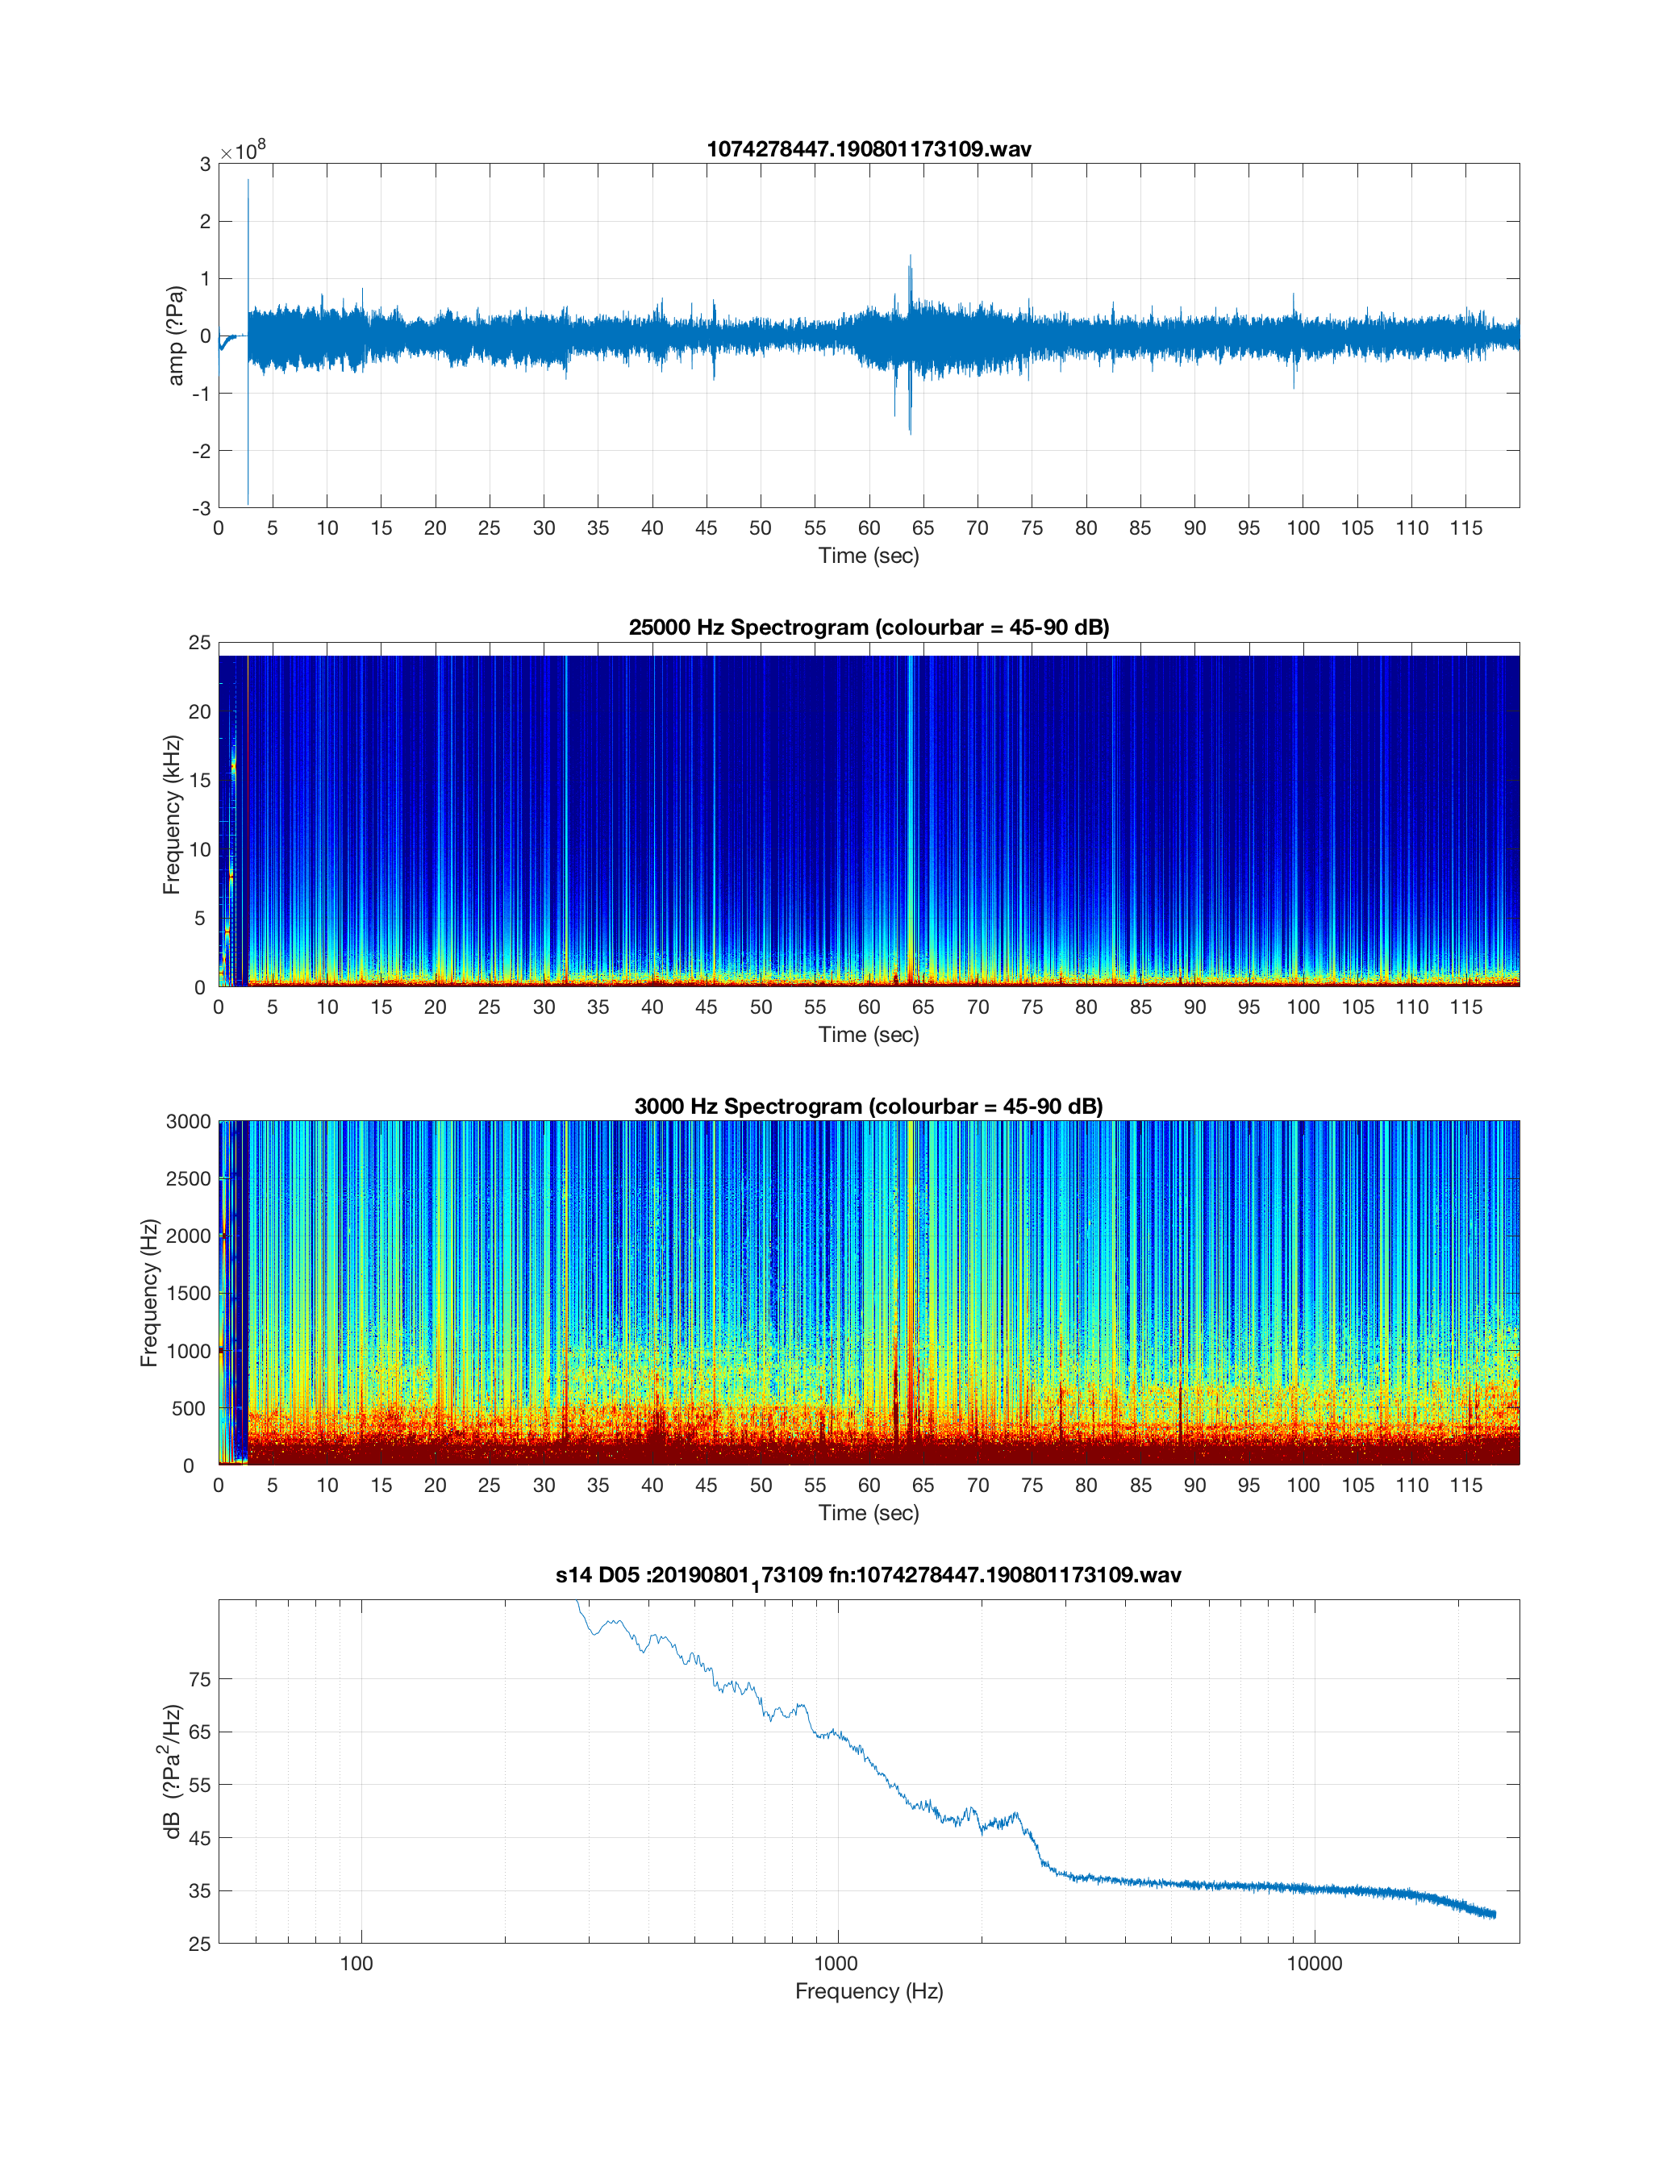 1074278447.190801173109.wav
×10⁸
3
2
1
0
-1
-2
-3
amp (?Pa)
0 5 10 15 20 25 30 35 40 45 50 55 60 65 70 75 80 85 90 95 100 105 110 115
Time (sec)
25000 Hz Spectrogram (colourbar = 45-90 dB)
25
20
15
10
5
0
Frequency (kHz)
0 5 10 15 20 25 30 35 40 45 50 55 60 65 70 75 80 85 90 95 100 105 110 115
Time (sec)
3000 Hz Spectrogram (colourbar = 45-90 dB)
3000
2500
2000
1500
1000
500
0
Frequency (Hz)
0 5 10 15 20 25 30 35 40 45 50 55 60 65 70 75 80 85 90 95 100 105 110 115
Time (sec)
s14 D05 :20190801₁73109 fn:1074278447.190801173109.wav
75
65
55
45
35
25
dB (?Pa²/Hz)
100 1000 10000
Frequency (Hz)